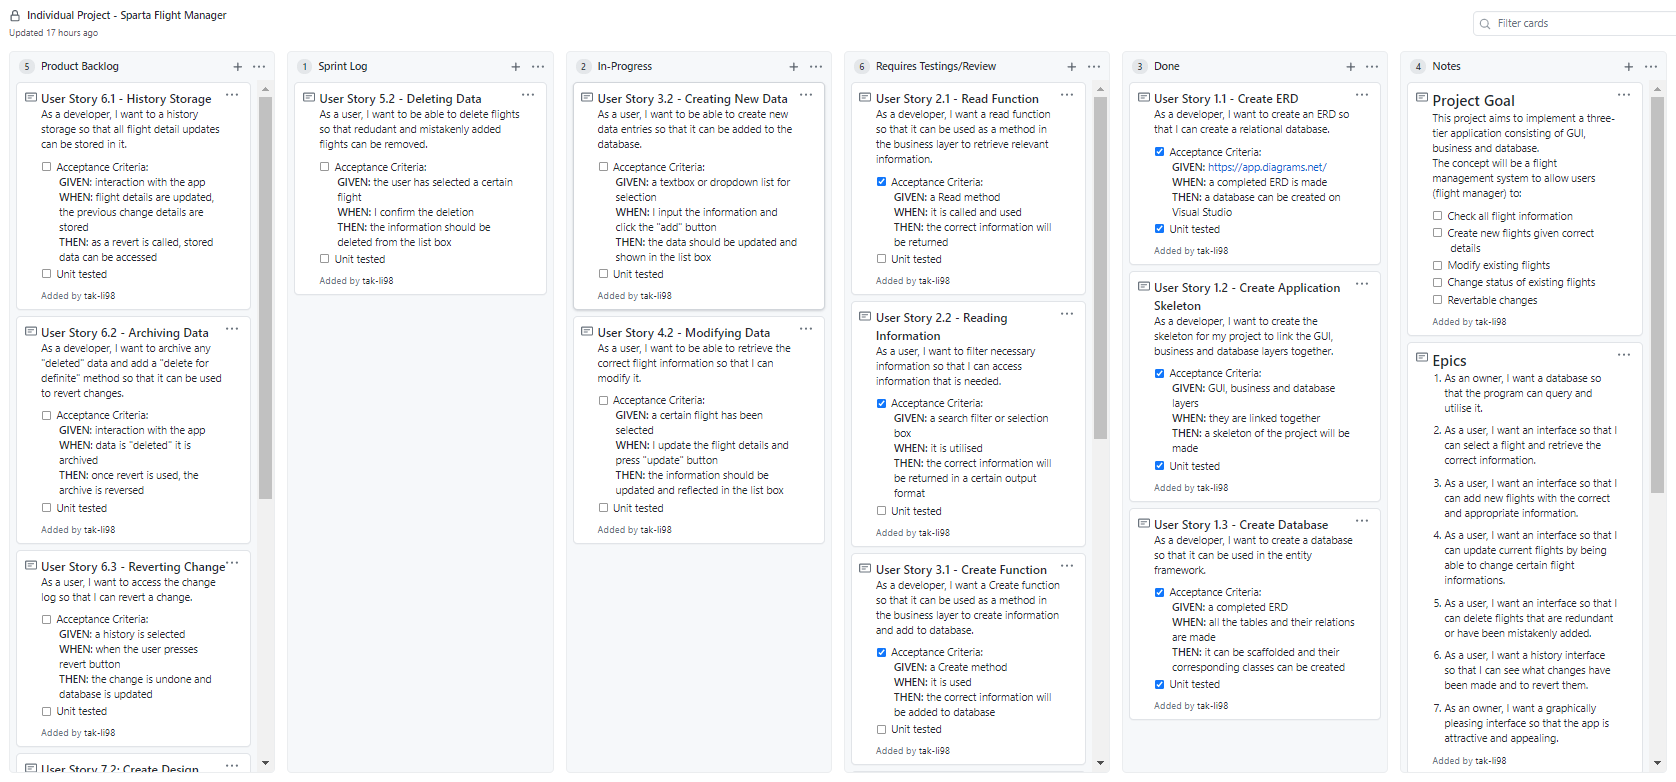 Individual Project - Sparta Flight Manager
Updated 17 hours ago
Filter cards
5 Product Backlog
User Story 6.1 - History Storage
As a developer, I want to a history
storage so that all flight detail updates
can be stored in it.
Acceptance Criteria:
GIVEN: interaction with the app
WHEN: flight details are updated,
the previous change details are
stored
THEN: as a revert is called, stored
data can be accessed
Unit tested
Added by tak-li98
User Story 6.2 - Archiving Data
As a developer, I want to archive any
"deleted" data and add a "delete for
definite" method so that it can be used
to revert changes.
Acceptance Criteria:
GIVEN: interaction with the app
WHEN: data is "deleted" it is
archived
THEN: once revert is used, the
archive is reversed
Unit tested
Added by tak-li98
User Story 6.3 - Reverting Change
As a user, I want to access the change
log so that I can revert a change.
Acceptance Criteria:
GIVEN: a history is selected
WHEN: when the user presses
revert button
THEN: the change is undone and
database is updated
Unit tested
Added by tak-li98
User Story 7.2: Create Design
1 Sprint Log
User Story 5.2 - Deleting Data
As a user, I want to be able to delete flights
so that redudant and mistakenly added
flights can be removed.
Acceptance Criteria:
GIVEN: the user has selected a certain
flight
WHEN: I confirm the deletion
THEN: the information should be
deleted from the list box
Unit tested
Added by tak-li98
2 In-Progress
User Story 3.2 - Creating New Data
As a user, I want to be able to create new
data entries so that it can be added to the
database.
Acceptance Criteria:
GIVEN: a textbox or dropdown list for
selection
WHEN: I input the information and
click the "add" button
THEN: the data should be updated and
shown in the list box
Unit tested
Added by tak-li98
User Story 4.2 - Modifying Data
As a user, I want to be able to retrieve the
correct flight information so that I can
modify it.
Acceptance Criteria:
GIVEN: a certain flight has been
selected
WHEN: I update the flight details and
press "update" button
THEN: the information should be
updated and reflected in the list box
Unit tested
Added by tak-li98
6 Requires Testings/Review
User Story 2.1 - Read Function
As a developer, I want a read function
so that it can be used as a method in
the business layer to retrieve relevant
information.
Acceptance Criteria:
GIVEN: a Read method
WHEN: it is called and used
THEN: the correct information will
be returned
Unit tested
Added by tak-li98
User Story 2.2 - Reading
Information
As a user, I want to filter necessary
information so that I can access
information that is needed.
Acceptance Criteria:
GIVEN: a search filter or selection
box
WHEN: it is utilised
THEN: the correct information will
be returned in a certain output
format
Unit tested
Added by tak-li98
User Story 3.1 - Create Function
As a developer, I want a Create function
so that it can be used as a method in
the business layer to create information
and add to database.
Acceptance Criteria:
GIVEN: a Create method
WHEN: it is used
THEN: the correct information will
be added to database
Unit tested
Added by tak-li98
3 Done
User Story 1.1 - Create ERD
As a developer, I want to create an ERD so
that I can create a relational database.
Acceptance Criteria:
GIVEN: https://app.diagrams.net/
WHEN: a completed ERD is made
THEN: a database can be created on
Visual Studio
Unit tested
Added by tak-li98
User Story 1.2 - Create Application
Skeleton
As a developer, I want to create the
skeleton for my project to link the GUI,
business and database layers together.
Acceptance Criteria:
GIVEN: GUI, business and database
layers
WHEN: they are linked together
THEN: a skeleton of the project will be
made
Unit tested
Added by tak-li98
User Story 1.3 - Create Database
As a developer, I want to create a database
so that it can be used in the entity
framework.
Acceptance Criteria:
GIVEN: a completed ERD
WHEN: all the tables and their relations
are made
THEN: it can be scaffolded and their
corresponding classes can be created
Unit tested
Added by tak-li98
4 Notes
Project Goal
This project aims to implement a three-
tier application consisting of GUI,
business and database.
The concept will be a flight
management system to allow users
(flight manager) to:
Check all flight information
Create new flights given correct
details
Modify existing flights
Change status of existing flights
Revertable changes
Added by tak-li98
Epics
1. As an owner, I want a database so
that the program can query and
utilise it.
2. As a user, I want an interface so that I
can select a flight and retrieve the
correct information.
3. As a user, I want an interface so that I
can add new flights with the correct
and appropriate information.
4. As a user, I want an interface so that I
can update current flights by being
able to change certain flight
informations.
5. As a user, I want an interface so that I
can delete flights that are redundant
or have been mistakenly added.
6. As a user, I want a history interface
so that I can see what changes have
been made and to revert them.
7. As an owner, I want a graphically
pleasing interface so that the app is
attractive and appealing.
Added by tak-li98